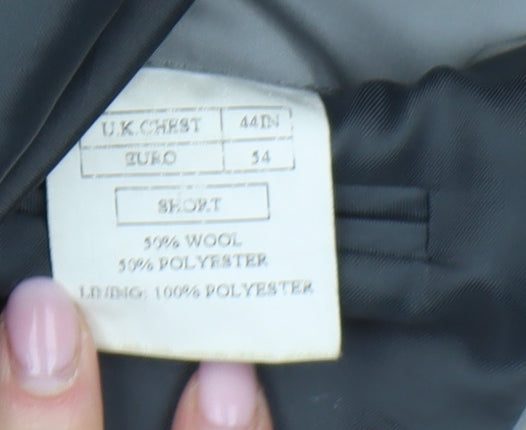 U.K.CHEST 44IN
EURO 54
SHORT
50% WOOL
50% POLYESTER
LINING: 100% POLYESTER